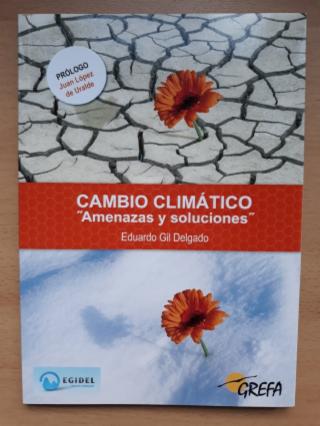 PRÓLOGO
Juan López
de Uralde
CAMBIO CLIMÁTICO
"Amenazas y soluciones"
Eduardo Gil Delgado
EGIDEL
GREFA